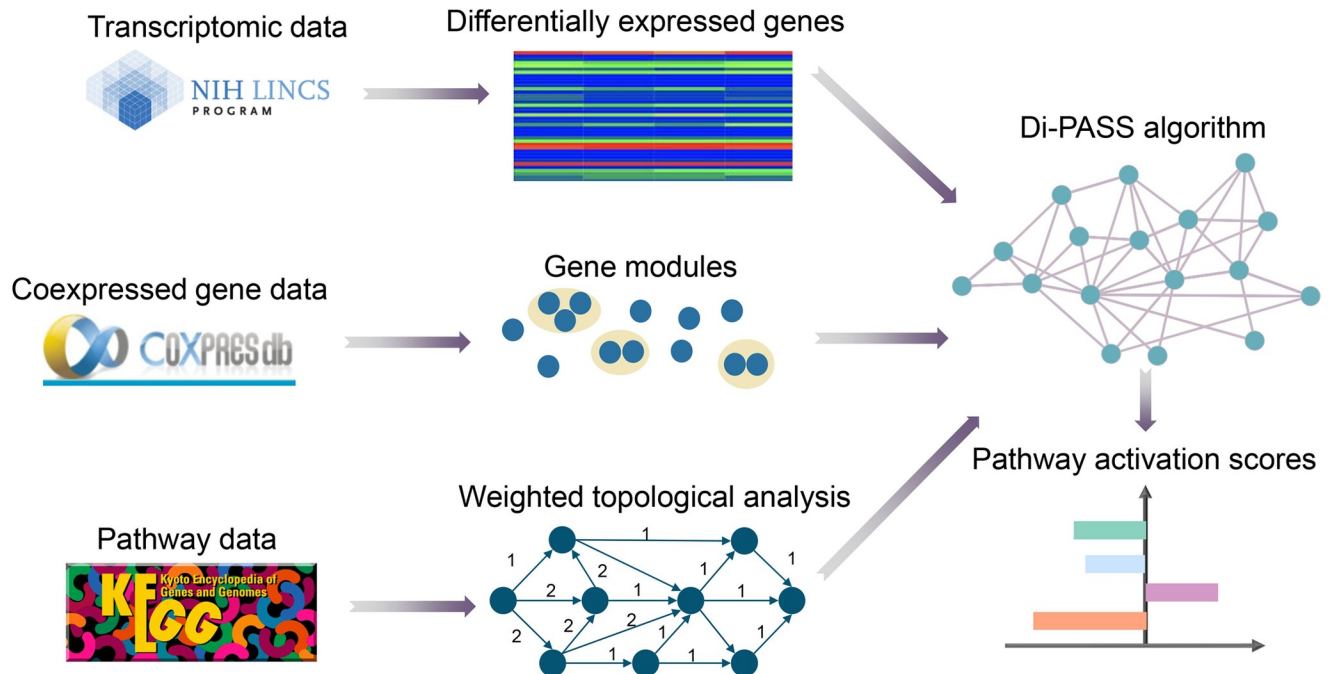 Transcriptomic data
NIH LINCS
PROGRAM
Differentially expressed genes
Di-PASS algorithm
Coexpressed gene data
COXPRESdb
Gene modules
Pathway activation scores
Pathway data
KEGG
Kyoto Encyclopedia of
Genes and Genomes
Weighted topological analysis
1
1
1
2
1
2
1
1
2
2
2
1
1
1
1
1